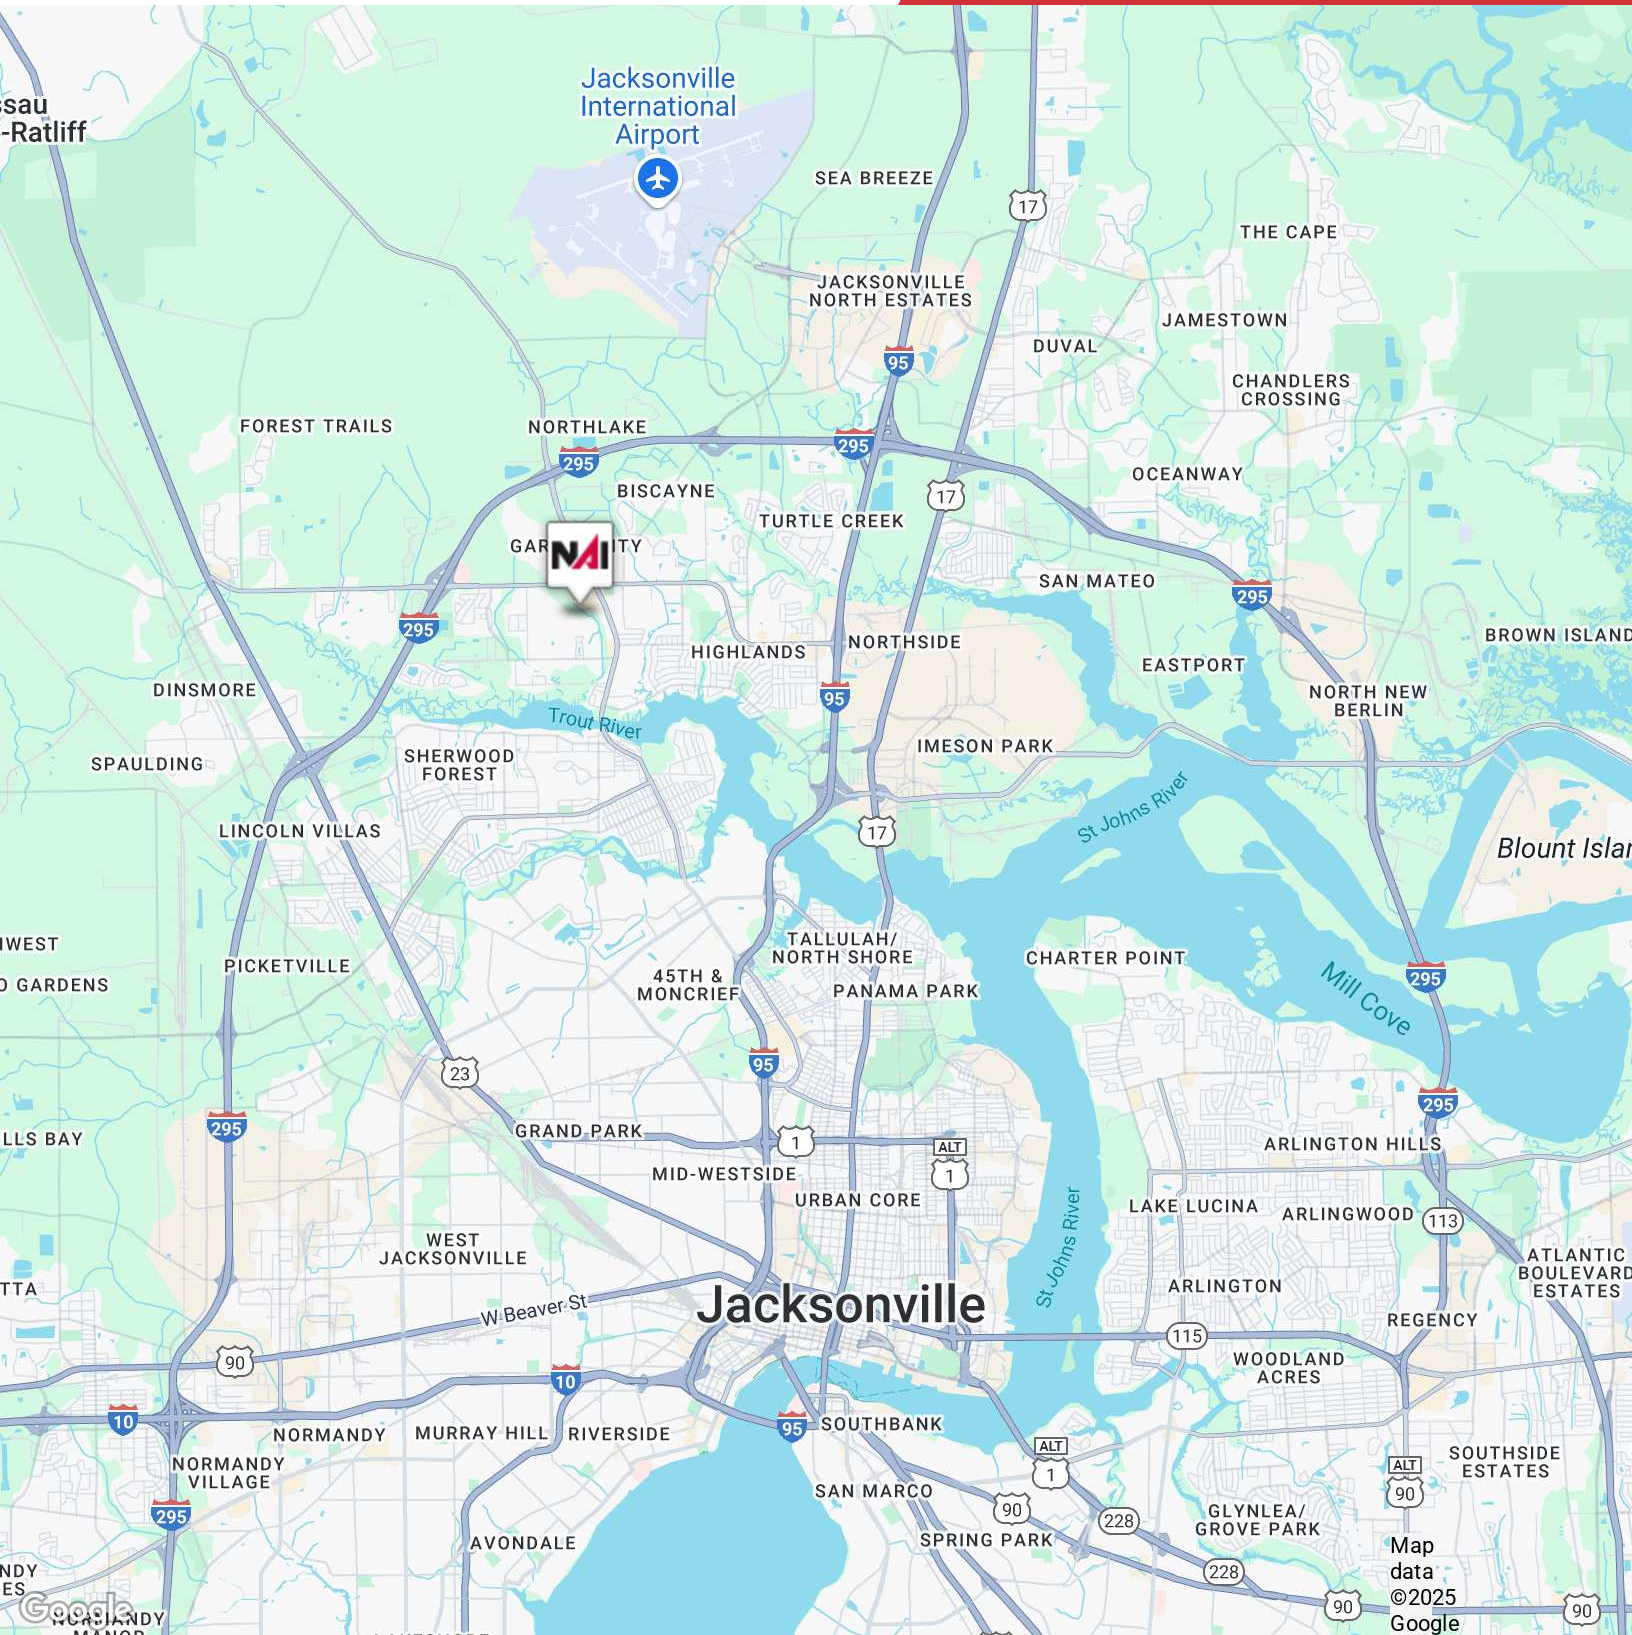 Jacksonville
International
Airport
ssau
-Ratliff
SEA BREEZE
17
THE CAPE
JACKSONVILLE
NORTH ESTATES
JAMESTOWN
DUVAL
95
CHANDLERS
CROSSING
FOREST TRAILS
NORTHLAKE
295
295
OCEANWAY
BISCAYNE
17
TURTLE CREEK
GAR
NAI
ITY
SAN MATEO
295
295
BROWN ISLAND
NORTHSIDE
HIGHLANDS
EASTPORT
DINSMORE
95
NORTH NEW
BERLIN
Trout River
IMESON PARK
SHERWOOD
FOREST
SPAULDING
St Johns River
LINCOLN VILLAS
17
Blount Islar
IWEST
TALLULAH/
NORTH SHORE
CHARTER POINT
PICKETVILLE
O GARDENS
45TH &
MONCRIEF
PANAMA PARK
295
Mill Cove
95
23
295
295
GRAND PARK
1
LLS BAY
ALT
1
ARLINGTON HILLS
MID-WESTSIDE
URBAN CORE
LAKE LUCINA
ARLINGWOOD
113
WEST
JACKSONVILLE
St Johns River
ATLANTIC
BOULEVARD
ESTATES
TTA
ARLINGTON
W Beaver St
Jacksonville
REGENCY
115
90
WOODLAND
ACRES
10
10
95
SOUTHBANK
NORMANDY
MURRAY HILL
RIVERSIDE
ALT
1
SOUTHSIDE
ESTATES
NORMANDY
VILLAGE
ALT
90
SAN MARCO
295
90
228
GLYNLEA/
GROVE PARK
AVONDALE
SPRING PARK
Map
data
©2025
Google
NDY
ES
228
90
90
Google
NORMANDY
MANOR